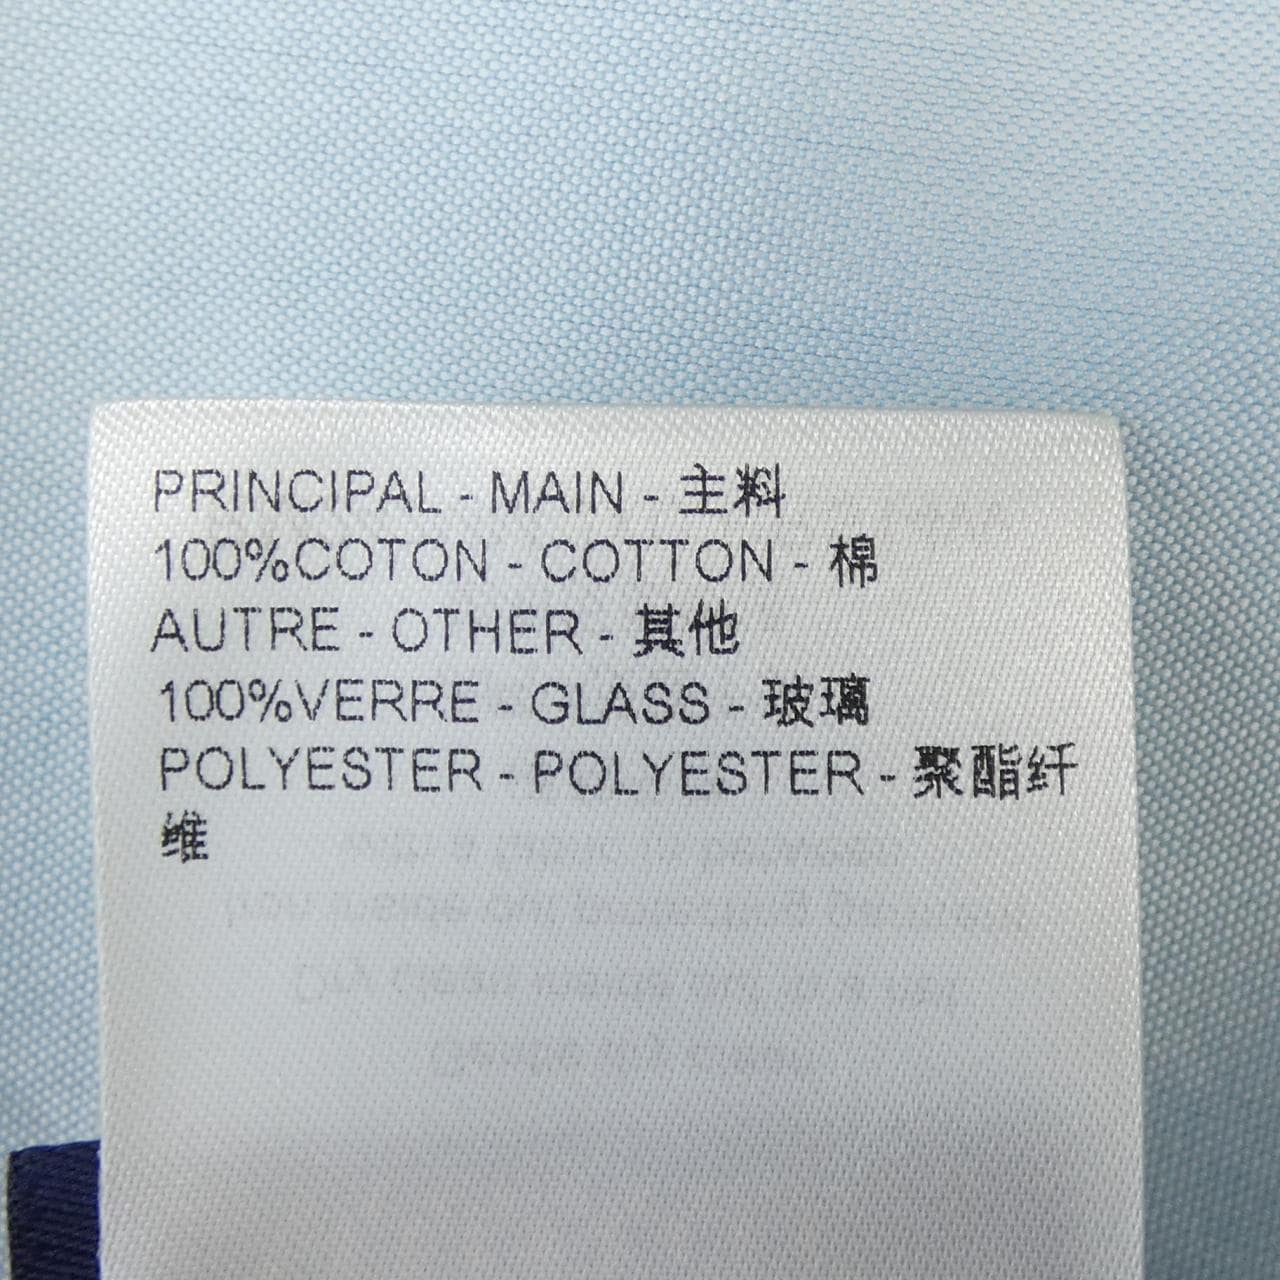 PRINCIPAL - MAIN - 主料
100%COTON - COTTON - 棉
AUTRE - OTHER - 其他
100%VERRE - GLASS - 玻璃
POLYESTER - POLYESTER - 聚酯纤
维